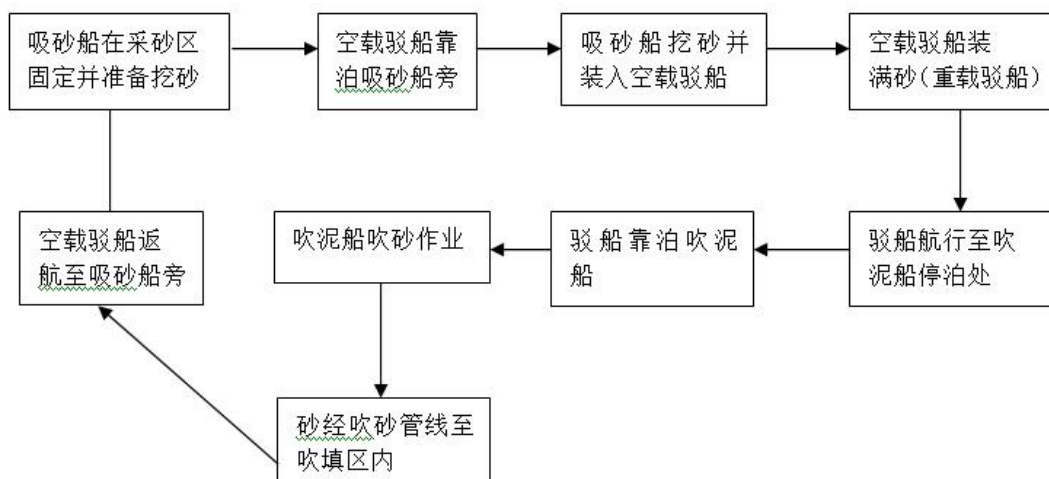 吸砂船在采砂区
固定并准备挖砂
空载驳船靠
泊吸砂船旁
吸砂船挖砂并
装入空载驳船
空载驳船装
满砂(重载驳船)
驳船航行至吹
泥船停泊处
驳船靠泊吹泥
船
吹泥船吹砂作业
砂经吹砂管线至
吹填区内
空载驳船返
航至吸砂船旁